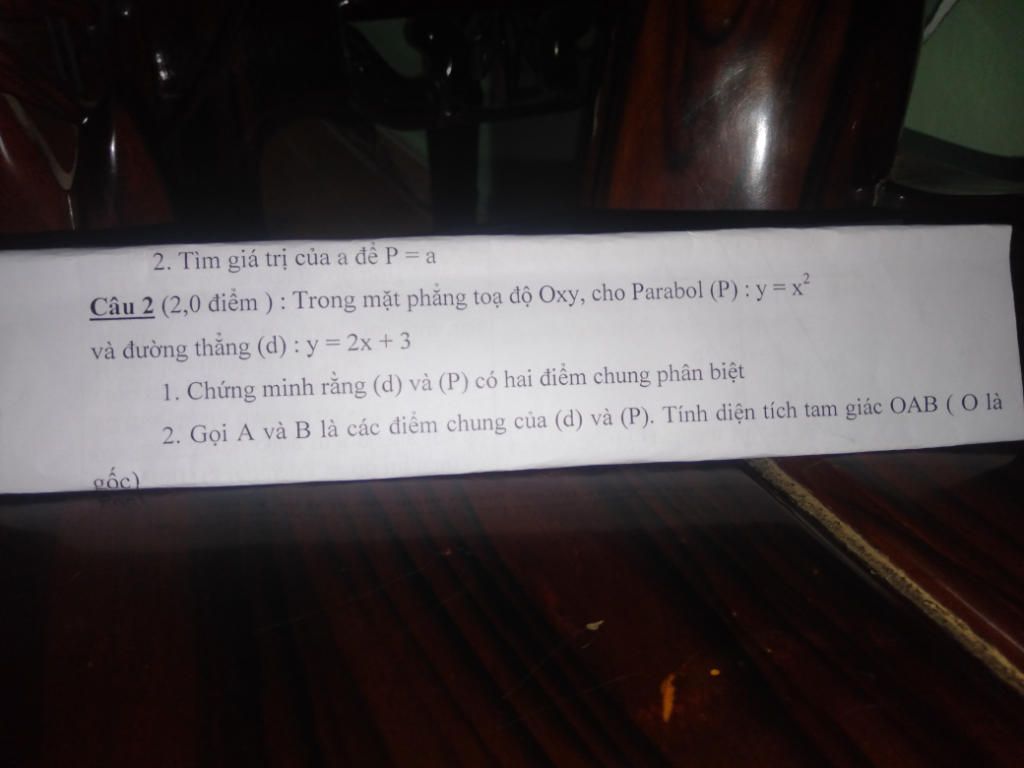 2. Tìm giá trị của a để P = a
Câu 2 (2,0 điểm ) : Trong mặt phẳng toạ độ Oxy, cho Parabol (P) : y = x²
và đường thẳng (d) : y = 2x + 3
1. Chứng minh rằng (d) và (P) có hai điểm chung phân biệt
2. Gọi A và B là các điểm chung của (d) và (P). Tính diện tích tam giác OAB ( O là
gốc)